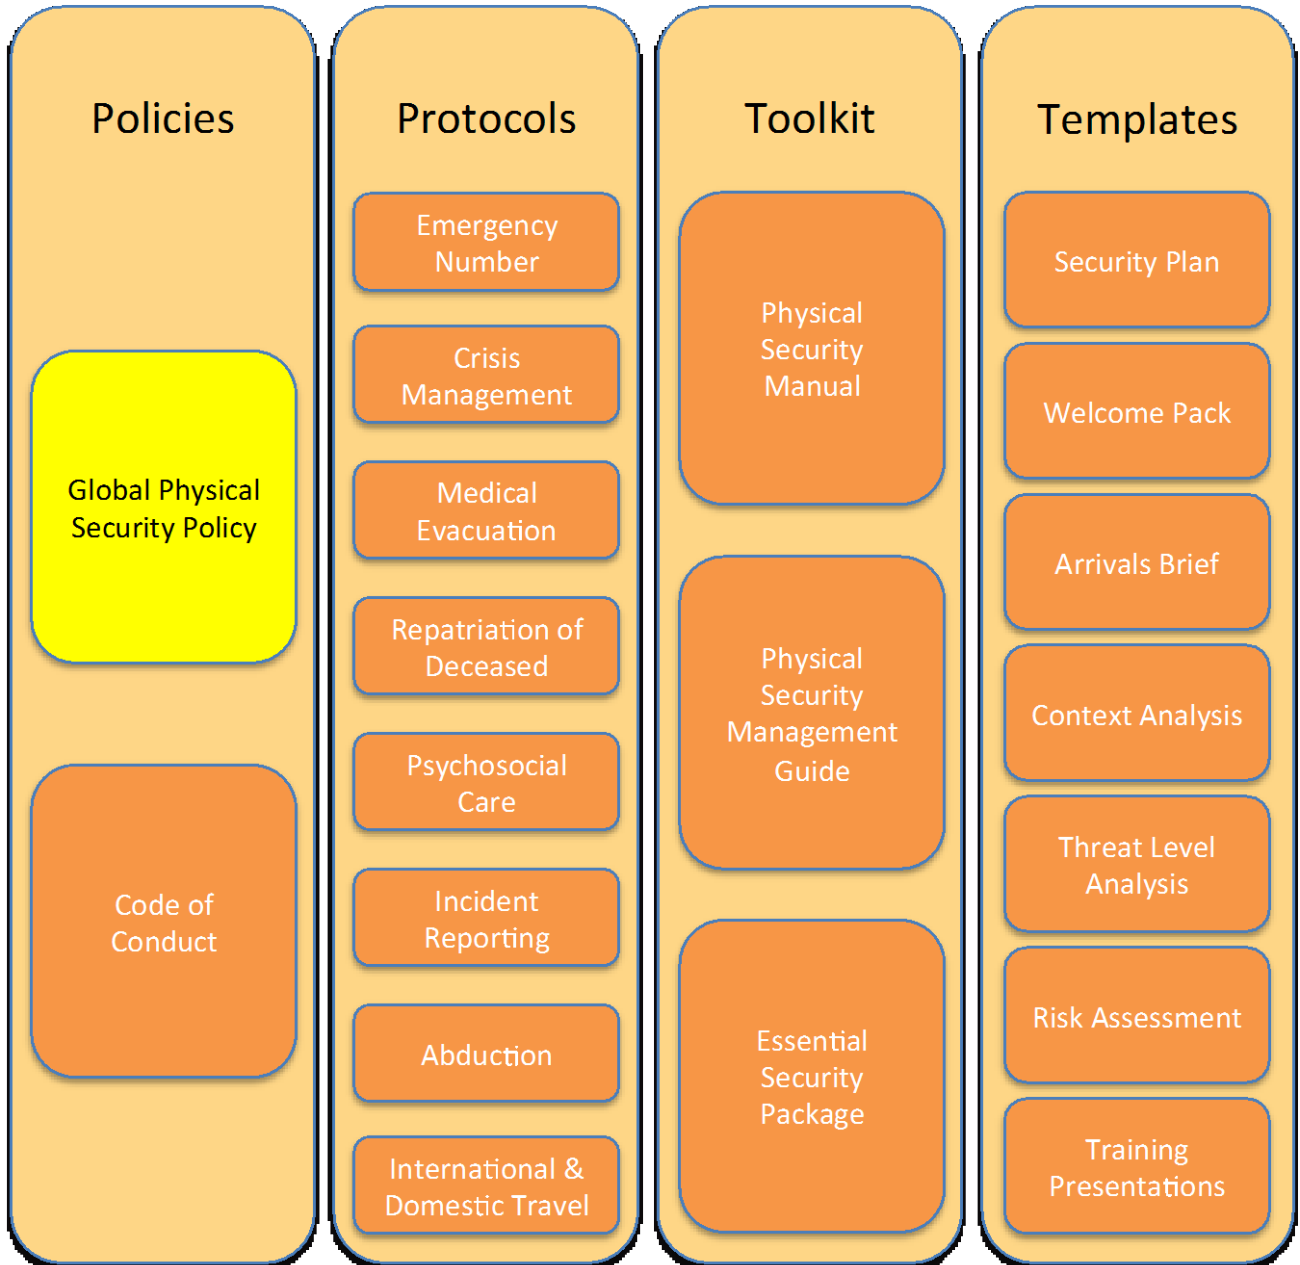 Policies
Global Physical
Security Policy
Code of
Conduct
Protocols
Emergency
Number
Crisis
Management
Medical
Evacuation
Repatriation of
Deceased
Psychosocial
Care
Incident
Reporting
Abduction
International &
Domestic Travel
Toolkit
Physical
Security
Manual
Physical
Security
Management
Guide
Essential
Security
Package
Templates
Security Plan
Welcome Pack
Arrivals Brief
Context Analysis
Threat Level
Analysis
Risk Assessment
Training
Presentations